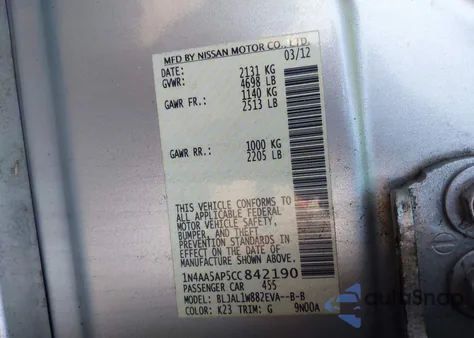 MFD BY NISSAN MOTOR CO., LTD.
DATE: 03/12
GVWR: 2131 KG
4698 LB
GAWR FR.: 1140 KG
2513 LB
GAWR RR.: 1000 KG
2205 LB
THIS VEHICLE CONFORMS TO
ALL APPLICABLE FEDERAL
MOTOR VEHICLE SAFETY,
BUMPER, AND THEFT
PREVENTION STANDARDS IN
EFFECT ON THE DATE OF
MANUFACTURE SHOWN ABOVE.
1N4AA5AP5CC842190
PASSENGER CAR 455
MODEL: BLJAL1W882EVA--B-B
COLOR: K23 TRIM: G 9N00A
autoSnap